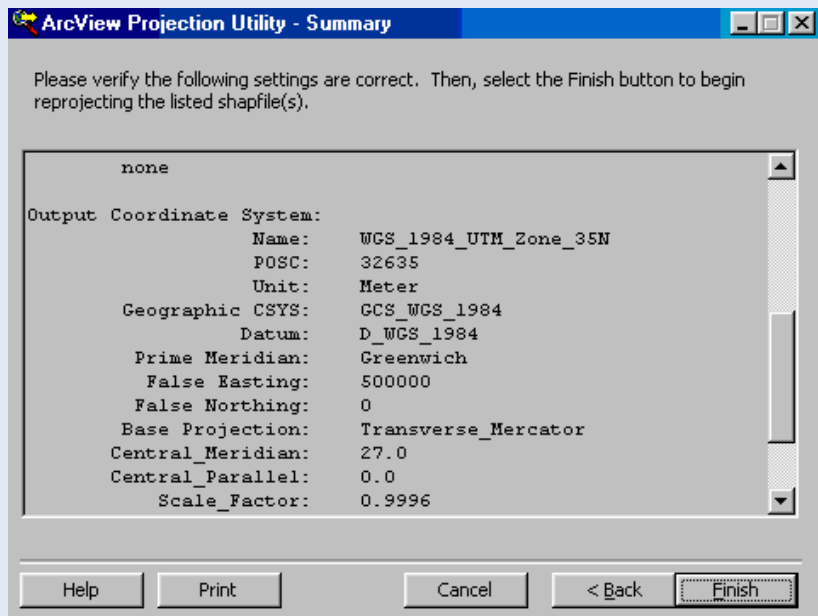 ArcView Projection Utility - Summary
Please verify the following settings are correct. Then, select the Finish button to begin
reprojecting the listed shapfile(s).
none
Output Coordinate System:
Name: WGS_1984_UTM_Zone_35N
POSC: 32635
Unit: Meter
Geographic CSYS: GCS_WGS_1984
Datum: D_WGS_1984
Prime Meridian: Greenwich
False Easting: 500000
False Northing: 0
Base Projection: Transverse_Mercator
Central_Meridian: 27.0
Central_Parallel: 0.0
Scale_Factor: 0.9996
Help Print Cancel < Back Finish